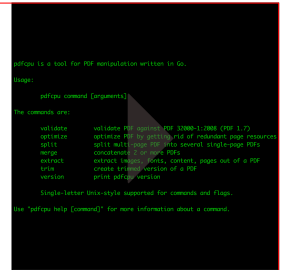 pdfcpu is a tool for PDF manipulation written in Go.
Usage:
pdfcpu command [arguments]
The commands are:
validate validate PDF against PDF 32000-1:2008 (PDF 1.7)
optimize optimize PDF by getting rid of redundant page resources
split split multi-page PDF into several single-page PDFs
merge concatenate 2 or more PDFs
extract extract images, fonts, content, pages out of a PDF
trim create trimmed version of a PDF
version print pdfcpu version
Single-letter Unix-style supported for commands and flags.
Use "pdfcpu help [command]" for more information about a command.